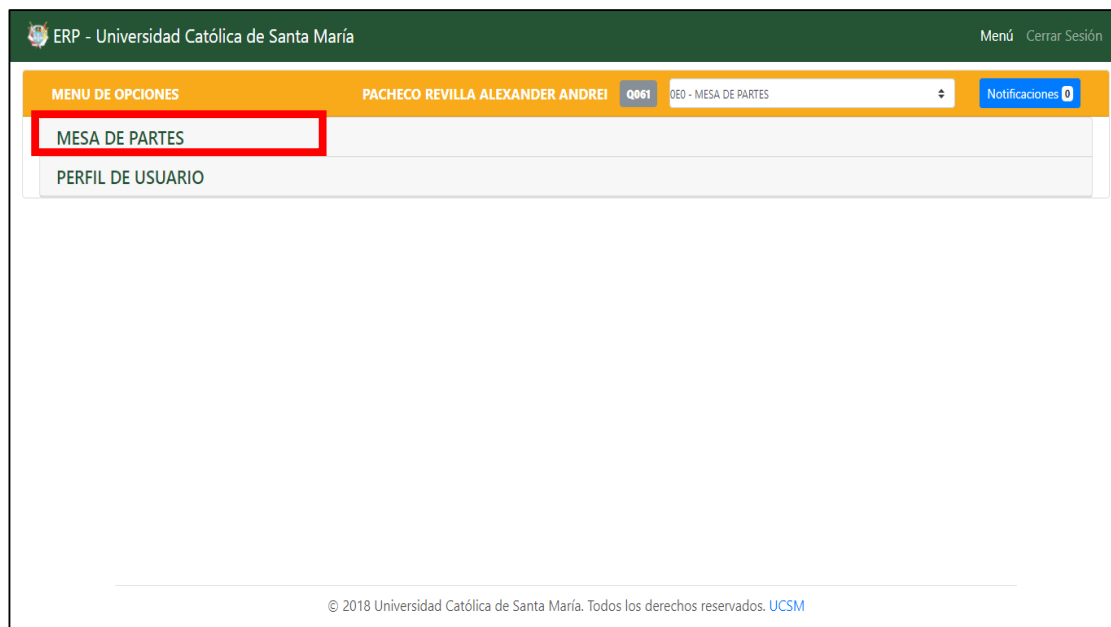 ERP - Universidad Católica de Santa María Menú Cerrar Sesión
MENU DE OPCIONES PACHECO REVILLA ALEXANDER ANDREI Q061 0E0 - MESA DE PARTES Notificaciones 0
MESA DE PARTES
PERFIL DE USUARIO
© 2018 Universidad Católica de Santa María. Todos los derechos reservados. UCSM